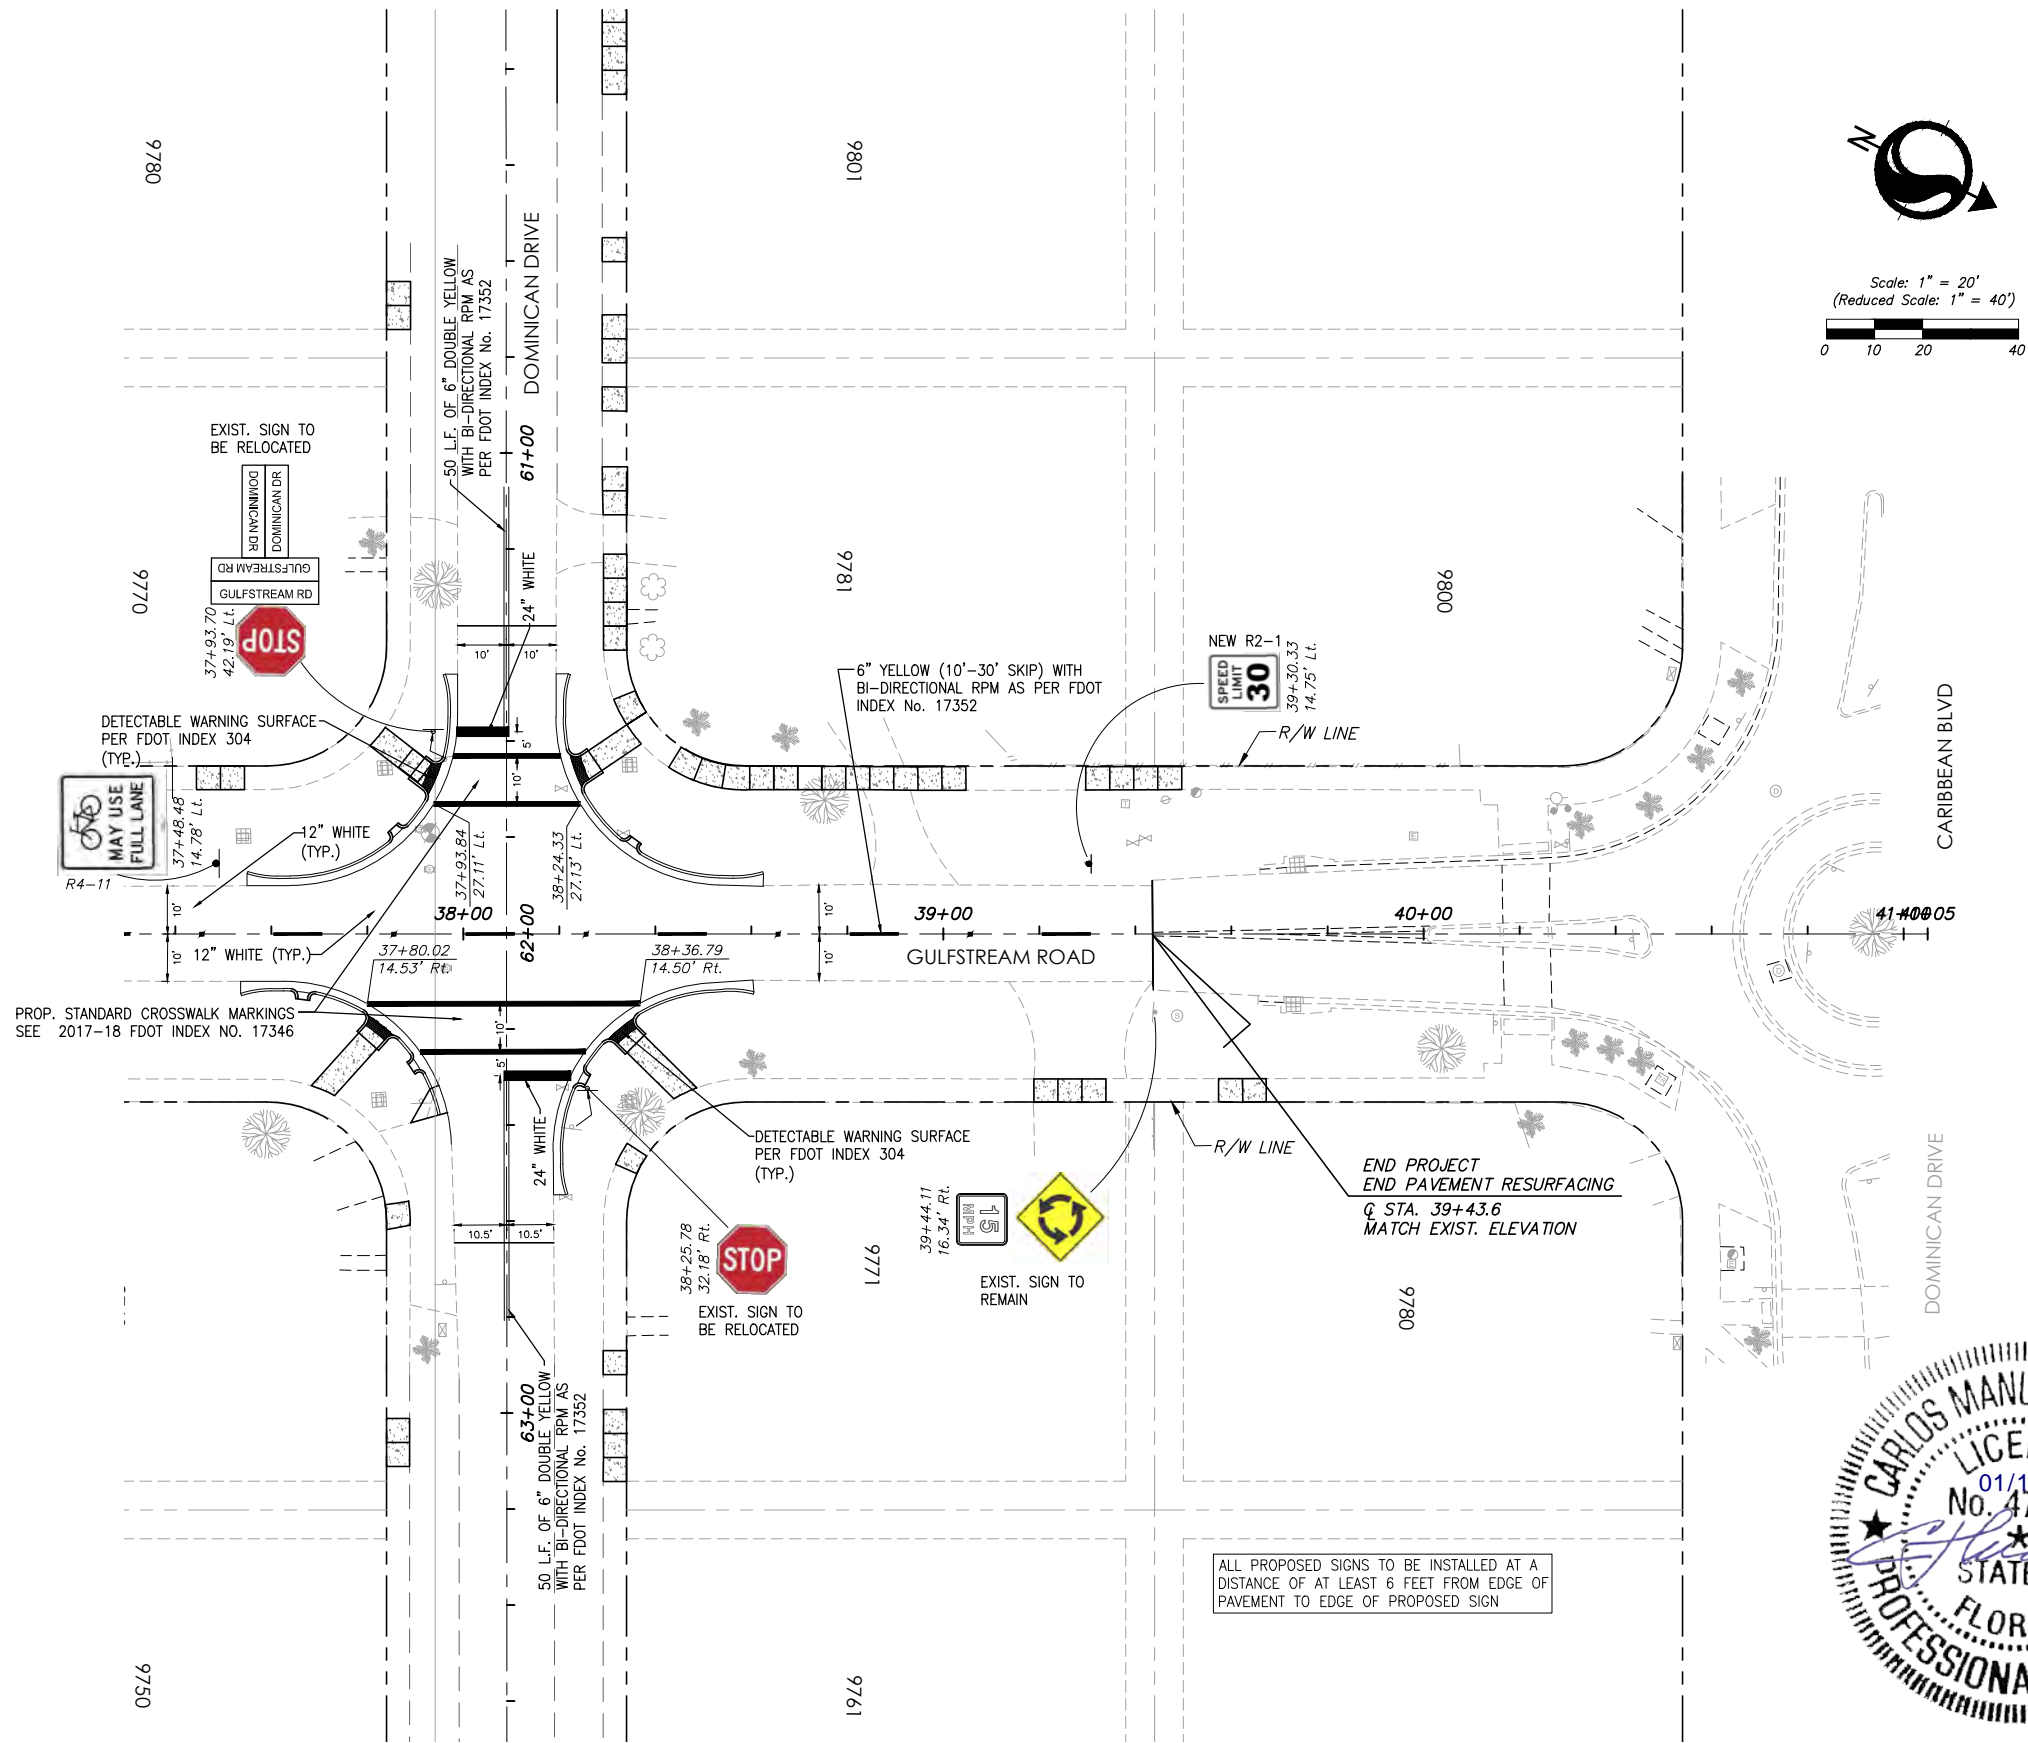 9780
9801
N
Scale: 1" = 20'
(Reduced Scale: 1" = 40')
0 10 20 40
50 L.F. OF 6" DOUBLE YELLOW
WITH BI-DIRECTIONAL RPM AS
PER FDOT INDEX No. 17352
DOMINICAN DRIVE
61+00
EXIST. SIGN TO
BE RELOCATED
DOMINICAN DR
DOMINICAN DR
GULFSTREAM RD
GULFSTREAM RD
STOP
37+93.70
42.19' Lt.
9770
9781
9800
24" WHITE
10' 10'
NEW R2-1
SPEED
LIMIT
30
39+30.33
14.75' Lt.
6" YELLOW (10'-30' SKIP) WITH
BI-DIRECTIONAL RPM AS PER FDOT
INDEX No. 17352
R/W LINE
CARIBBEAN BLVD
DETECTABLE WARNING SURFACE
PER FDOT INDEX 304
(TYP.)
5'
10'
MAY USE
FULL LANE
R4-11
37+48.48
14.78' Lt.
12" WHITE
(TYP.)
37+93.84
27.11' Lt.
38+24.33
27.13' Lt.
10'
10'
38+00
62+00
39+00
40+00
12" WHITE (TYP.)
37+80.02
14.53' Rt.
38+36.79
14.50' Rt.
10'
10'
GULFSTREAM ROAD
PROP. STANDARD CROSSWALK MARKINGS
SEE 2017-18 FDOT INDEX NO. 17346
10'
5'
24" WHITE
DETECTABLE WARNING SURFACE
PER FDOT INDEX 304
(TYP.)
R/W LINE
END PROJECT
END PAVEMENT RESURFACING
℄ STA. 39+43.6
MATCH EXIST. ELEVATION
10.5' 10.5'
38+25.78
32.18' Rt.
STOP
EXIST. SIGN TO
BE RELOCATED
9771
39+44.11
16.34' Rt.
15
MPH
EXIST. SIGN TO
REMAIN
9780
DOMINICAN DRIVE
63+00
50 L.F. OF 6" DOUBLE YELLOW
WITH BI-DIRECTIONAL RPM AS
PER FDOT INDEX No. 17352
ALL PROPOSED SIGNS TO BE INSTALLED AT A
DISTANCE OF AT LEAST 6 FEET FROM EDGE OF
PAVEMENT TO EDGE OF PROPOSED SIGN
9750
9761
CARLOS
01/1
No. 4
PROFESSIONA